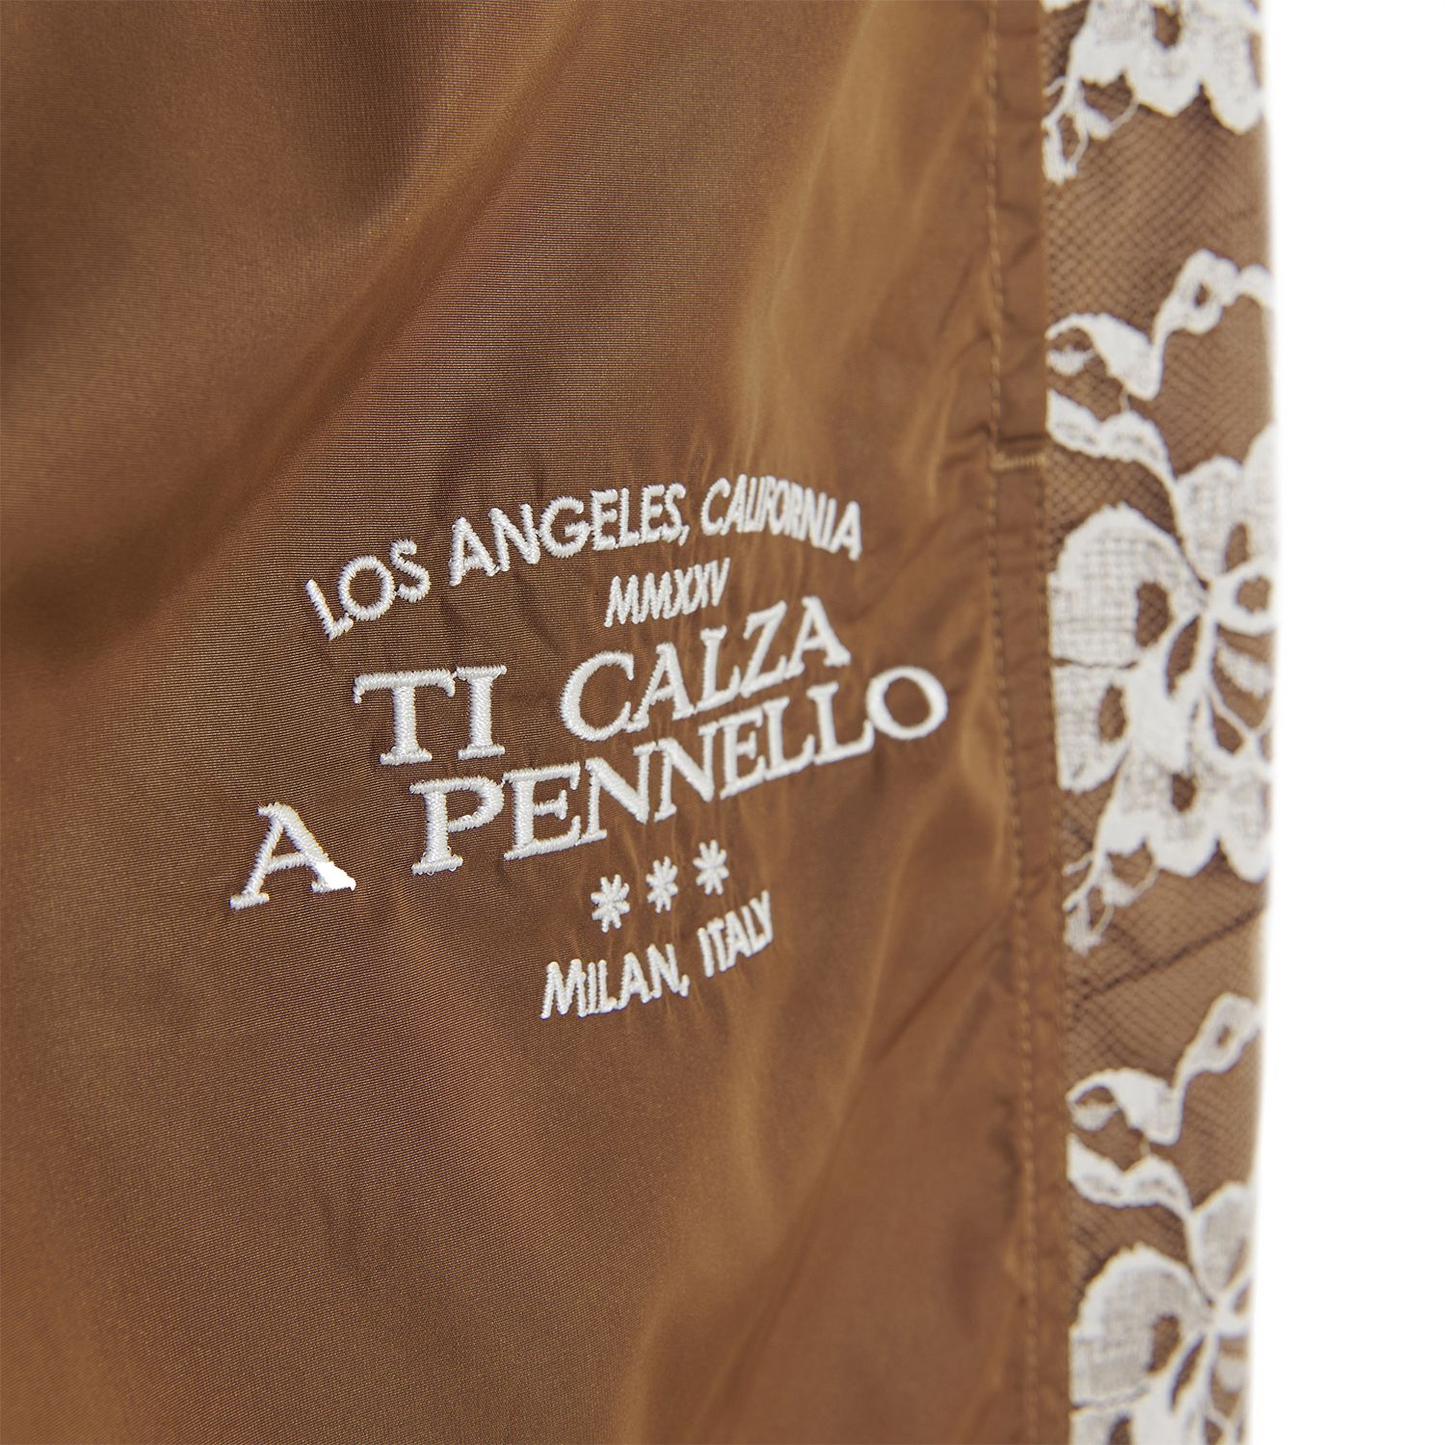 LOS ANGELES, CALIFORNIA
MMXXV
TI CALZA
A PENNELLO
***
MILAN, ITALY